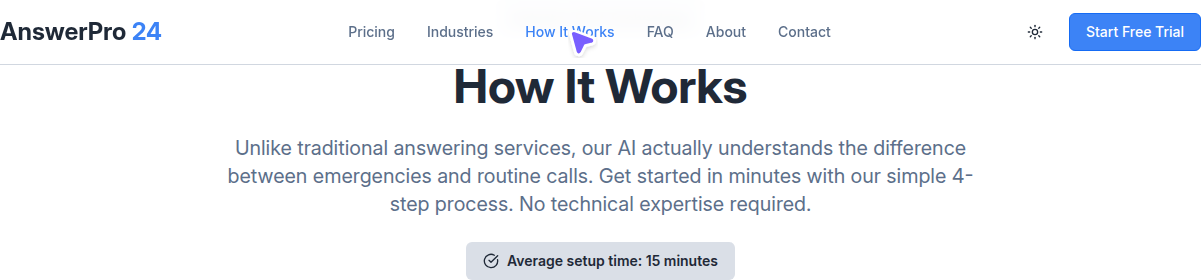 AnswerPro 24
Pricing
Industries
How It Works
FAQ
About
Contact
Start Free Trial
How It Works
Unlike traditional answering services, our AI actually understands the difference
between emergencies and routine calls. Get started in minutes with our simple 4-
step process. No technical expertise required.
Average setup time: 15 minutes